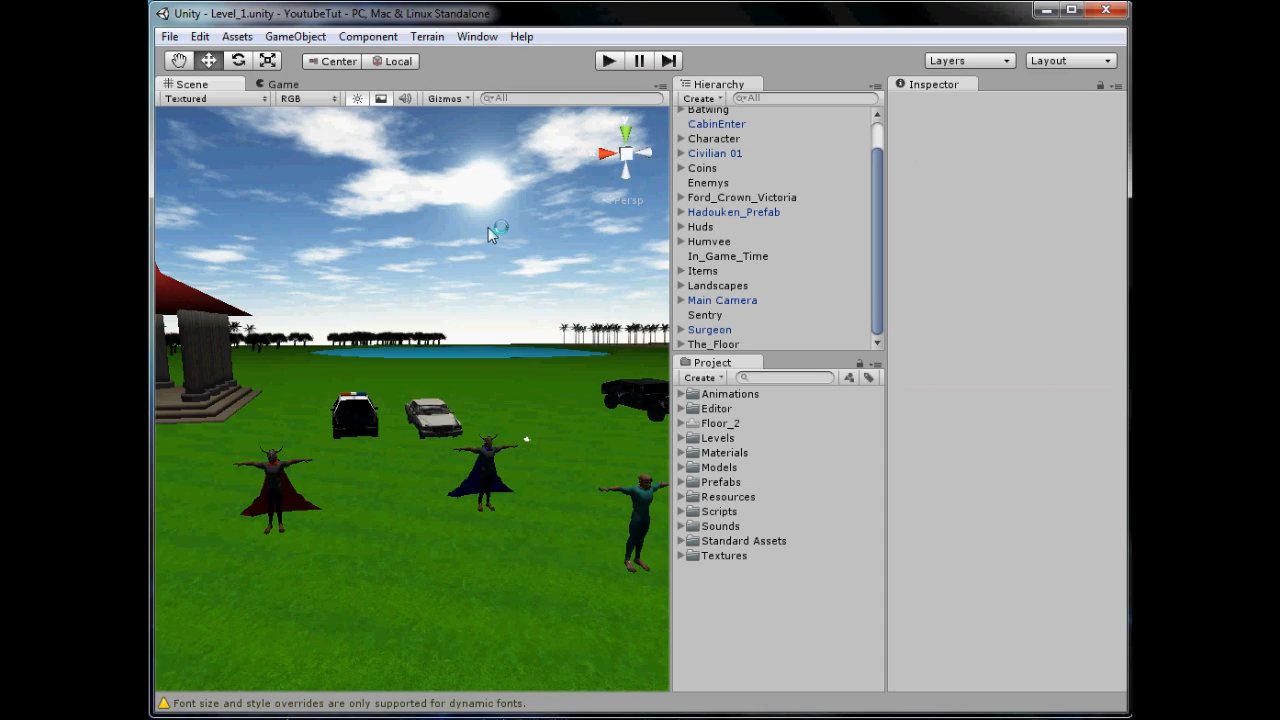 Unity - Level_1.unity - YoutubeTut - PC, Mac & Linux Standalone
File Edit Assets GameObject Component Terrain Window Help
Center Local Layers Layout
Scene Game
Textured RGB Gizmos All
Persp
Hierarchy
Create All
Batwing
CabinEnter
Character
Civilian 01
Coins
Enemys
Ford_Crown_Victoria
Hadouken_Prefab
Huds
Humvee
In_Game_Time
Items
Landscapes
Main Camera
Sentry
Surgeon
The_Floor
Project
Create
Animations
Editor
Floor_2
Levels
Materials
Models
Prefabs
Resources
Scripts
Sounds
Standard Assets
Textures
Inspector
Font size and style overrides are only supported for dynamic fonts.